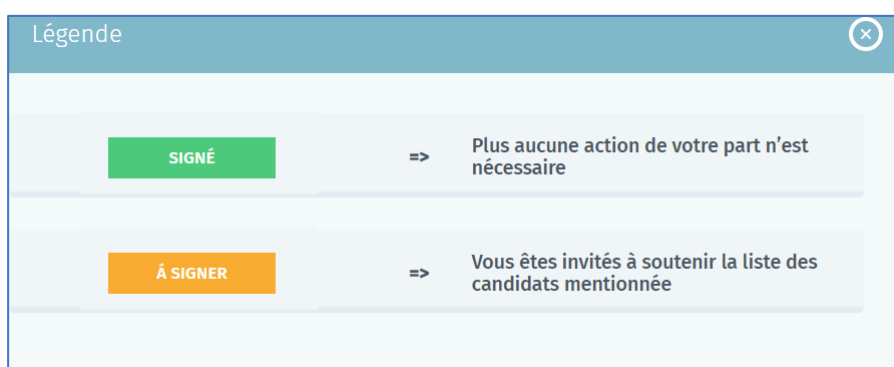 Légende
SIGNÉ => Plus aucune action de votre part n’est
nécessaire
Á SIGNER => Vous êtes invités à soutenir la liste des
candidats mentionnée